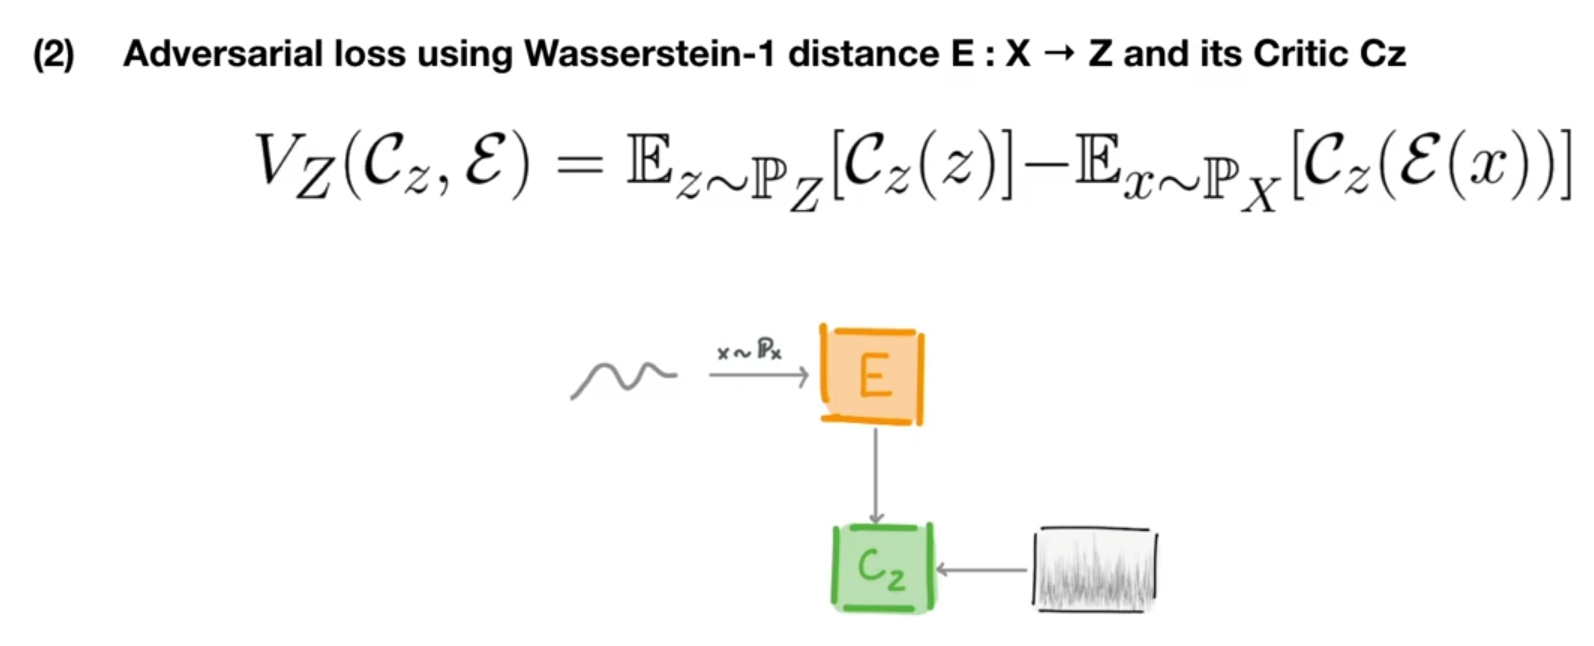 (2) Adversarial loss using Wasserstein-1 distance E : X → Z and its Critic Cz
V_Z(C_z, ℰ) = 𝔼_{z∼ℙ_Z}[C_z(z)]−𝔼_{x∼ℙ_X}[C_z(ℰ(x))]
x ~ ℙx
E
Cz